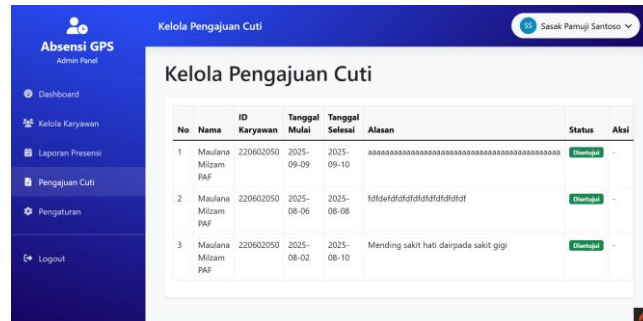 Absensi GPS
Admin Panel
Dashboard
Kelola Karyawan
Laporan Presensi
Pengajuan Cuti
Pengaturan
Logout
Kelola Pengajuan Cuti
SS Sasak Pamuji Santoso
Kelola Pengajuan Cuti
No Nama ID Karyawan Tanggal Mulai Tanggal Selesai Alasan Status Aksi
1 Maulana Milzam PAF 220602050 2025-09-09 2025-09-10 Disetujui -
2 Maulana Milzam PAF 220602050 2025-08-06 2025-08-08 Disetujui -
3 Maulana Milzam PAF 220602050 2025-08-02 2025-08-10 Mending sakit hati dairpada sakit gigi Disetujui -